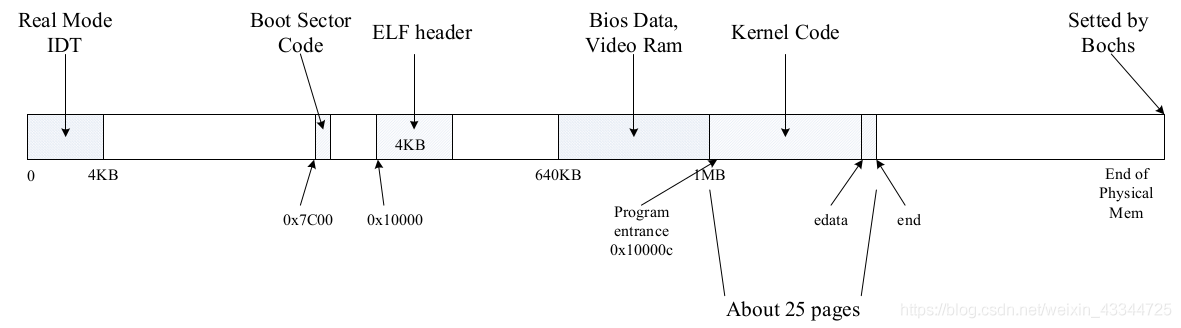 Real Mode
IDT
Boot Sector
Code
ELF header
Bios Data,
Video Ram
Kernel Code
Setted by
Bochs
4KB
0
4KB
640KB
1MB
End of
Physical
Mem
0x7C00
0x10000
Program
entrance
0x10000c
edata
end
About 25 pages
https://blog.csdn.net/weixin_43344725